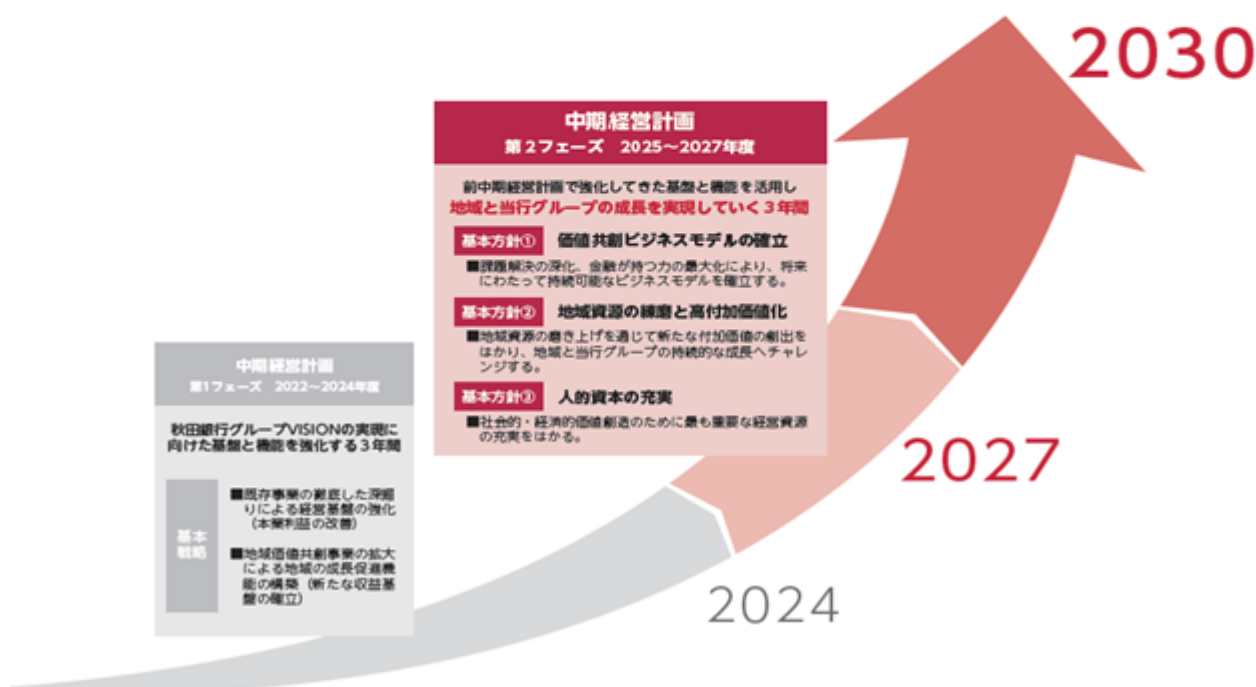 2030
中期経営計画
第2フェーズ 2025～2027年度
前中期経営計画で強化してきた基盤と機能を活用し
地域と当行グループの成長を実現していく3年間
基本方針① 価値共創ビジネスモデルの確立
■課題解決の深化、金融が持つ力の最大化により、将来
にわたって持続可能なビジネスモデルを確立する。
基本方針② 地域資源の練磨と高付加価値化
■地域資源の磨き上げを通じて新たな付加価値の創出を
はかり、地域と当行グループの持続的な成長へチャレ
ンジする。
基本方針③ 人的資本の充実
■社会的・経済的価値創造のために最も重要な経営資源
の充実をはかる。
2027
中期経営計画
第1フェーズ 2022～2024年度
秋田銀行グループVISIONの実現に
向けた基盤と機能を強化する3年間
基本
戦略
■既存事業の徹底した深掘
りによる経営基盤の強化
（本業利益の改善）
■地域価値共創事業の拡大
による地域の成長促進機
能の構築（新たな収益基
盤の確立）
2024